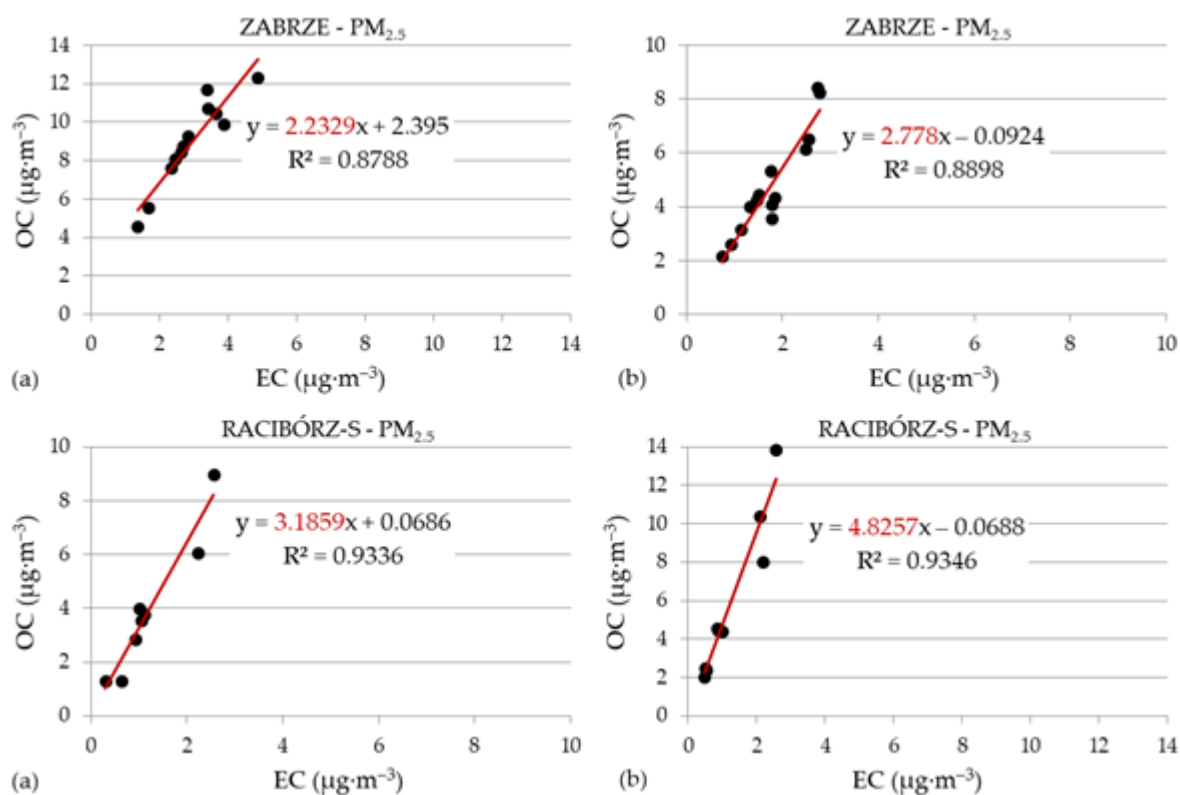 ZABRZE - PM₂.₅
14
12
10
8
6
4
2
0
OC (µg·m⁻³)
y = 2.2329x + 2.395
R² = 0.8788
0 2 4 6 8 10 12 14
EC (µg·m⁻³)
(a)
ZABRZE - PM₂.₅
10
8
6
4
2
0
OC (µg·m⁻³)
y = 2.778x – 0.0924
R² = 0.8898
0 2 4 6 8 10
EC (µg·m⁻³)
(b)
RACIBÓRZ-S - PM₂.₅
10
8
6
4
2
0
OC (µg·m⁻³)
y = 3.1859x + 0.0686
R² = 0.9336
0 2 4 6 8 10
EC (µg·m⁻³)
(a)
RACIBÓRZ-S - PM₂.₅
14
12
10
8
6
4
2
0
OC (µg·m⁻³)
y = 4.8257x – 0.0688
R² = 0.9346
0 2 4 6 8 10 12 14
EC (µg·m⁻³)
(b)